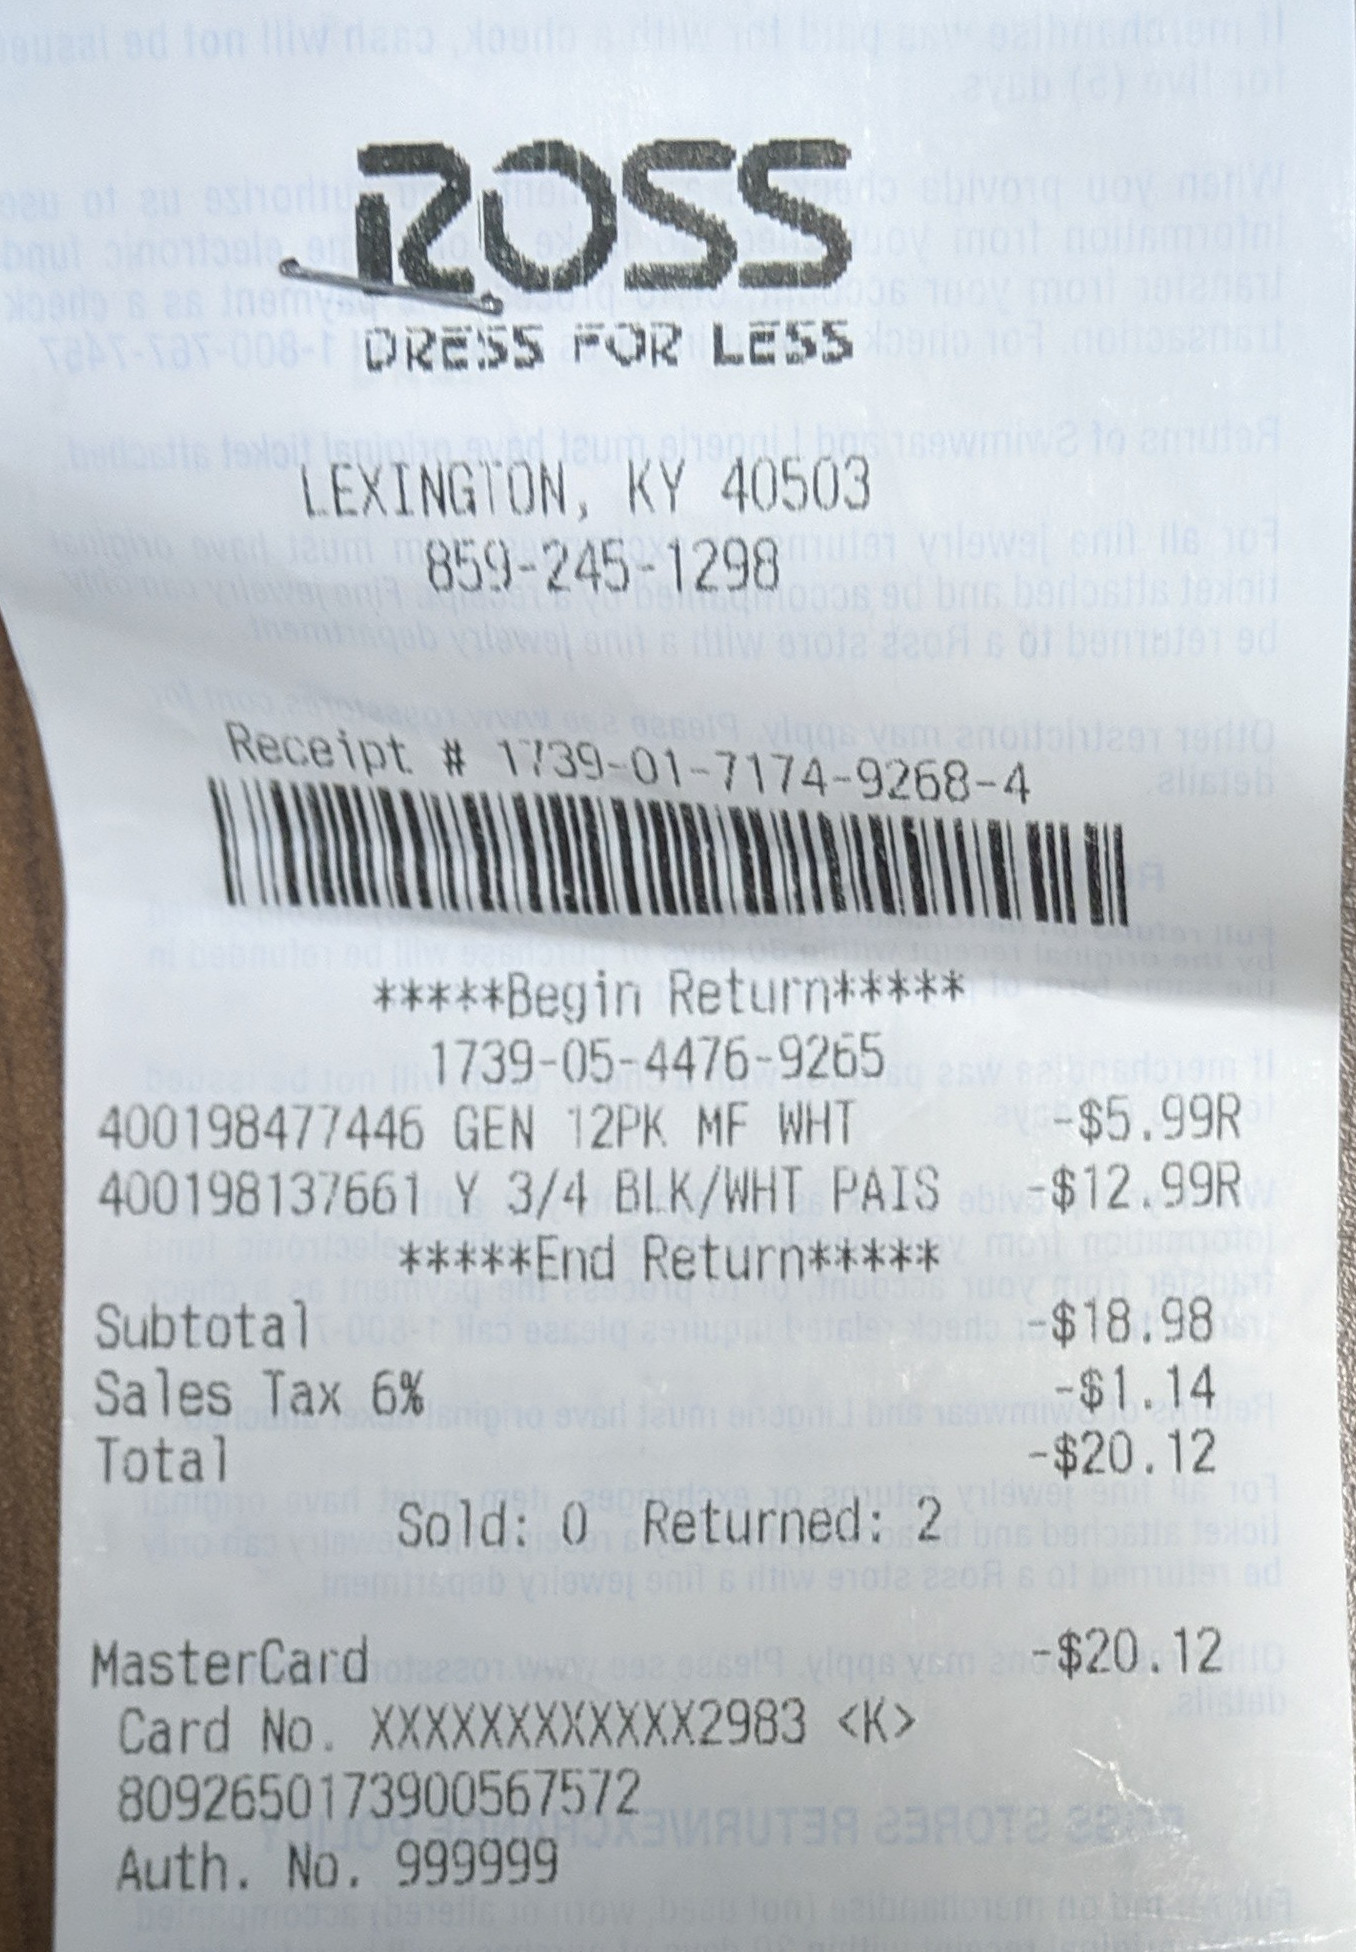 ROSS
DRESS FOR LESS
LEXINGTON, KY 40503
859-245-1298
Receipt # 1739-01-7174-9268-4
*****Begin Return*****
1739-05-4476-9265
400198477446 GEN 12PK MF WHT -$5.99R
400198137661 Y 3/4 BLK/WHT PAIS -$12.99R
*****End Return*****
Subtotal -$18.98
Sales Tax 6% -$1.14
Total -$20.12
Sold: 0 Returned: 2
MasterCard -$20.12
Card No. XXXXXXXXXXXX2983 <K>
8092650173900567572
Auth. No. 999999